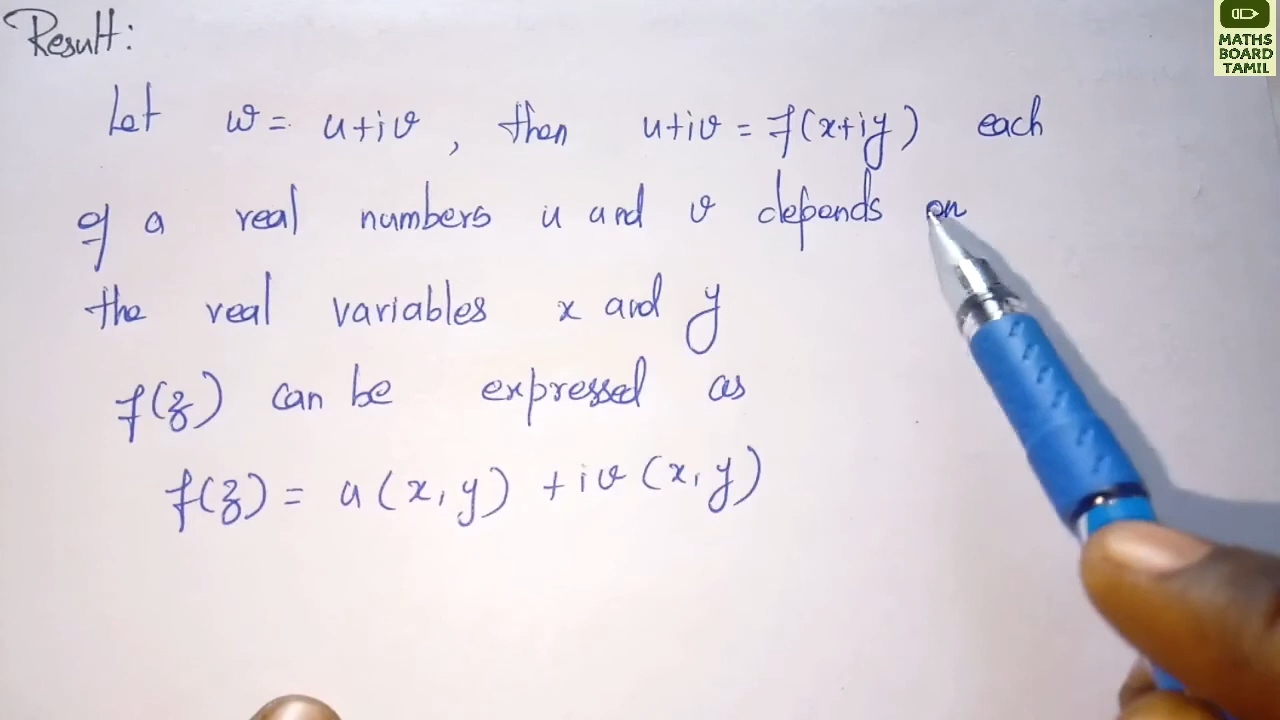 Result:
MATHS
BOARD
TAMIL
Let w = u+iv, then u+iv = f(x+iy) each
of a real numbers u and v depends on
the real variables x and y
f(z) can be expressed as
f(z) = u(x,y) +iv(x,y)